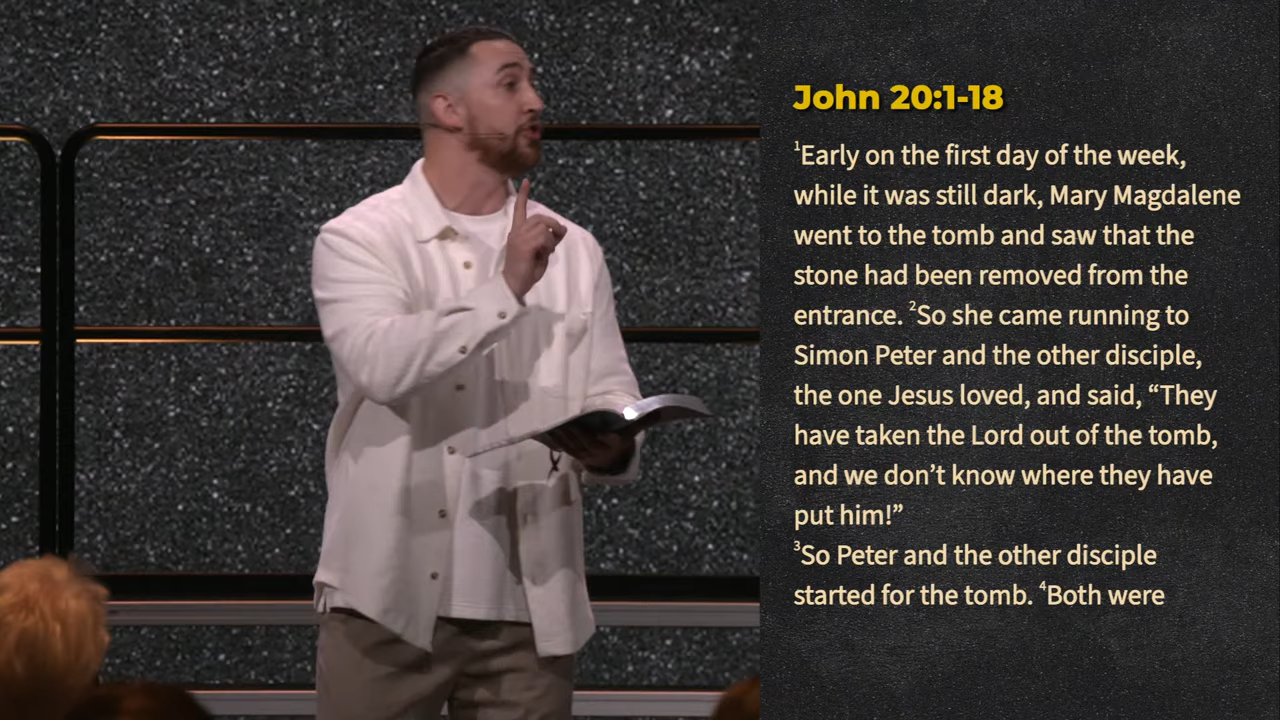 John 20:1-18
¹Early on the first day of the week,
while it was still dark, Mary Magdalene
went to the tomb and saw that the
stone had been removed from the
entrance. ²So she came running to
Simon Peter and the other disciple,
the one Jesus loved, and said, “They
have taken the Lord out of the tomb,
and we don’t know where they have
put him!”
³So Peter and the other disciple
started for the tomb. ⁴Both were